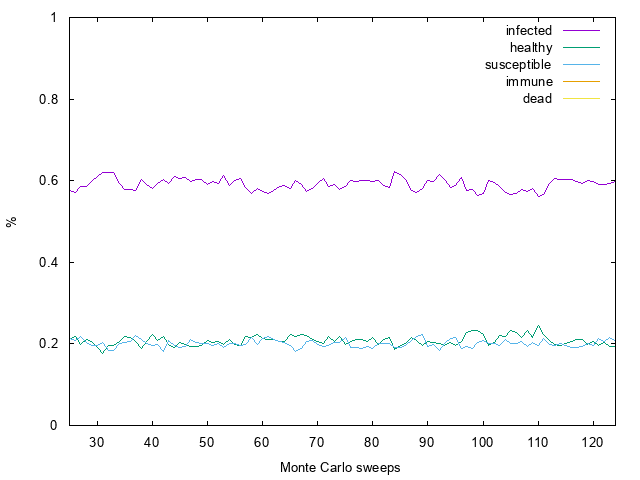 1
infected
healthy
susceptible
immune
dead
0.8
0.6
%
0.4
0.2
0
30 40 50 60 70 80 90 100 110 120
Monte Carlo sweeps